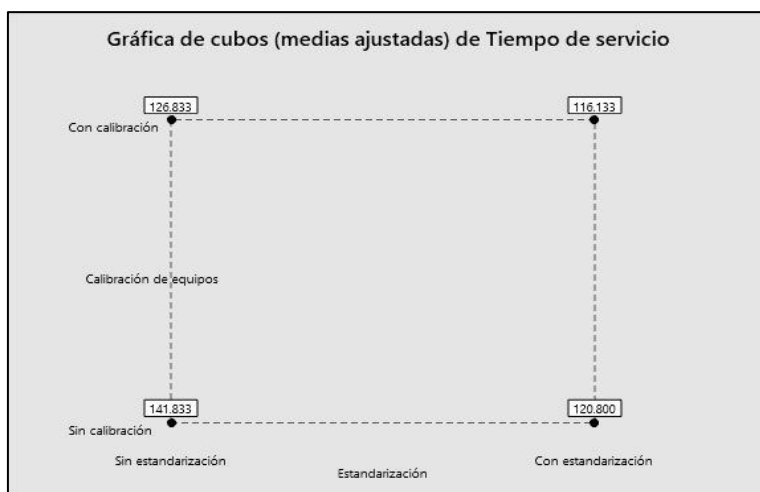 Gráfica de cubos (medias ajustadas) de Tiempo de servicio
126.833
116.133
Con calibración
Calibración de equipos
141.833
120.800
Sin calibración
Sin estandarización
Con estandarización
Estandarización